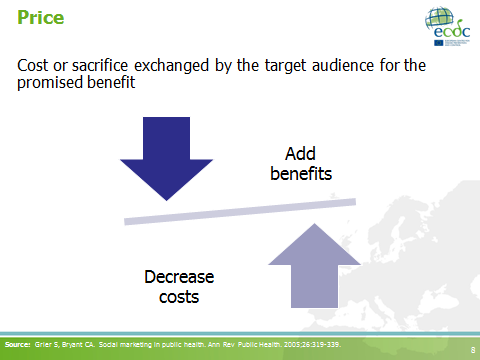 Price
ecdc
Cost or sacrifice exchanged by the target audience for the
promised benefit
Add
benefits
Decrease
costs
Source: Grier S, Bryant CA. Social marketing in public health. Ann Rev Public Health. 2005;26:319-339.
8